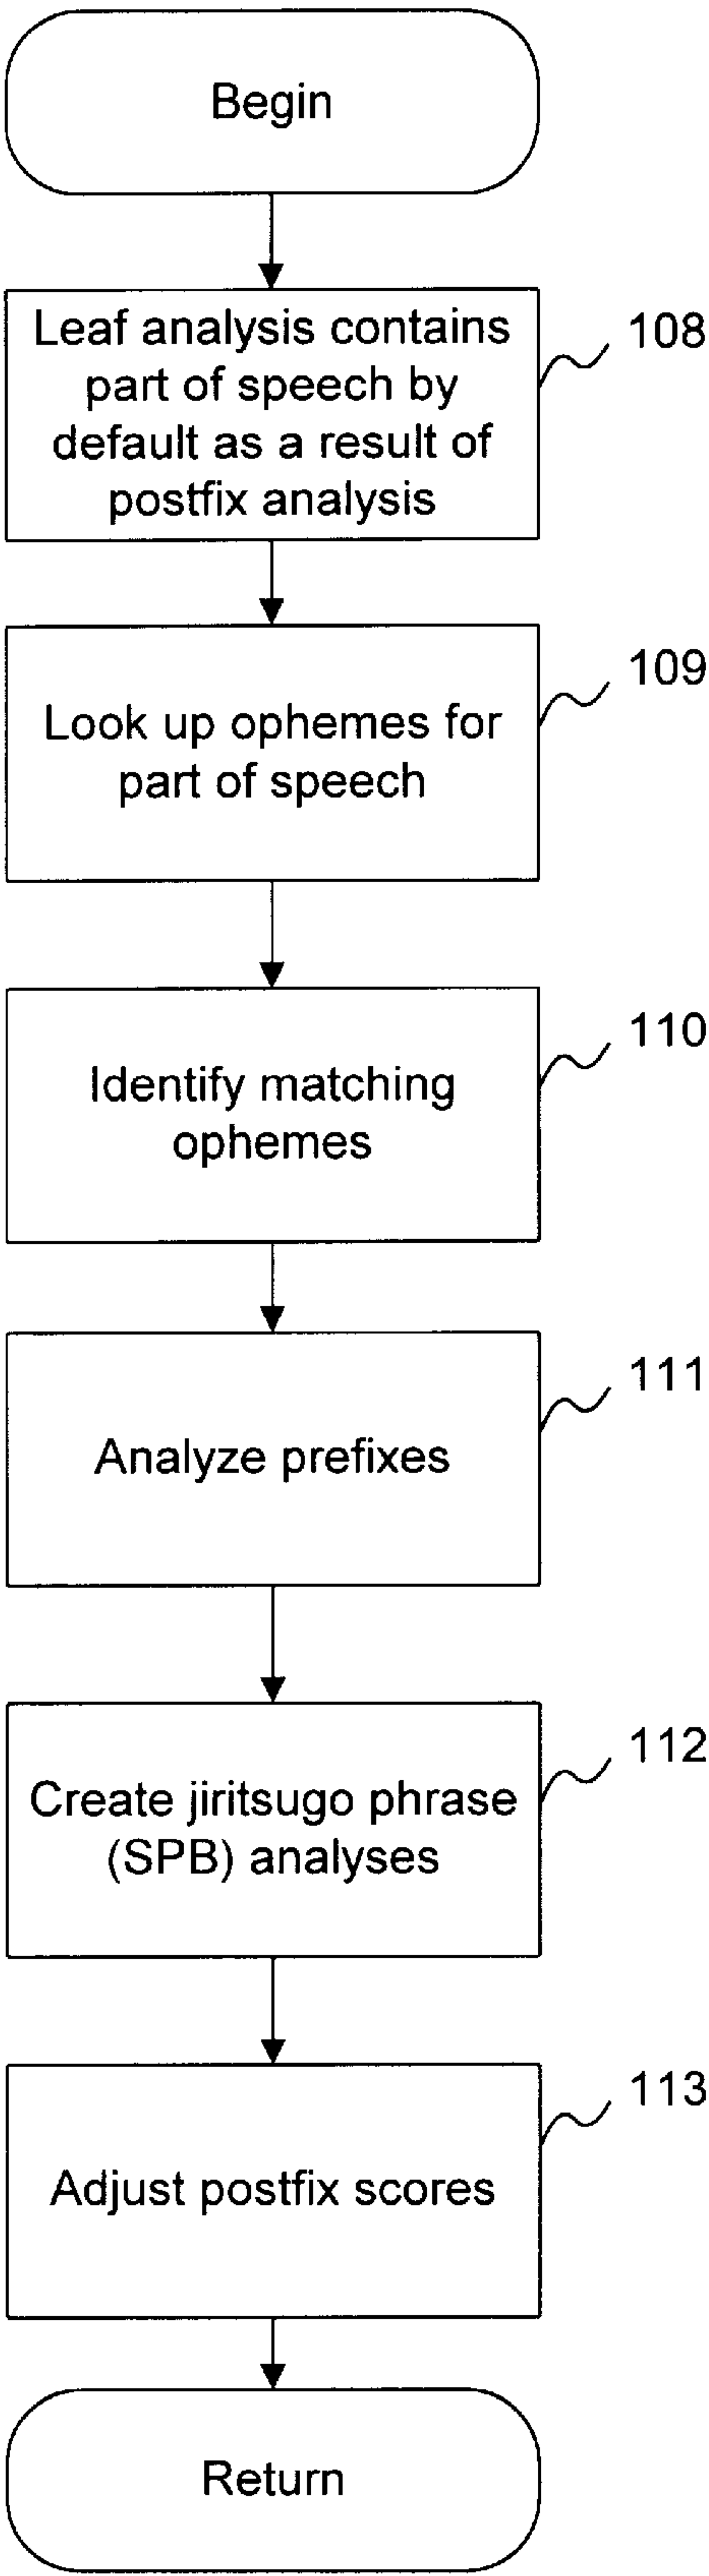 Begin
Leaf analysis contains
part of speech by
default as a result of
postfix analysis
108
Look up ophemes for
part of speech
109
Identify matching
ophemes
110
Analyze prefixes
111
Create jiritsugo phrase
(SPB) analyses
112
Adjust postfix scores
113
Return